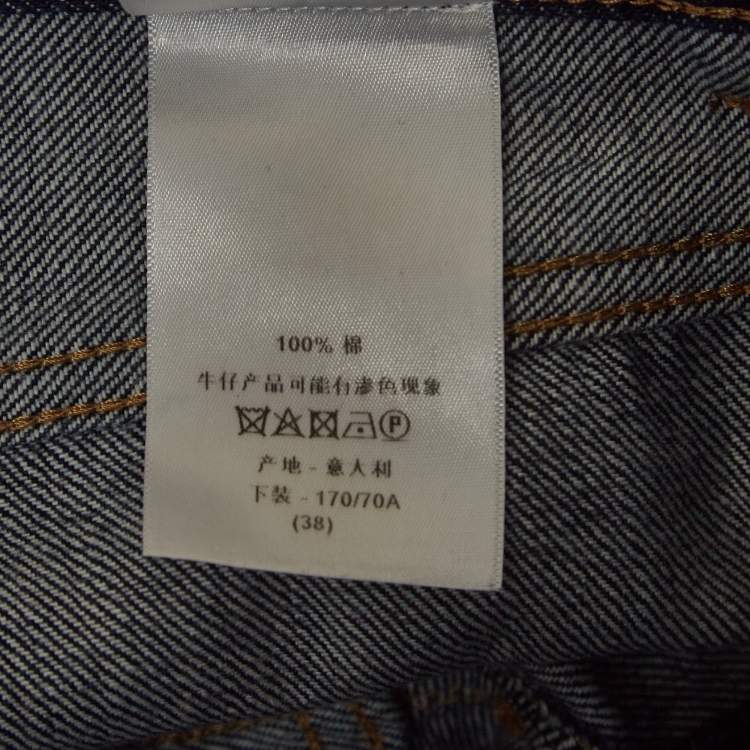 100% 棉
牛仔产品可能有渗色现象
P
产地 - 意大利
下装 - 170/70A
(38)